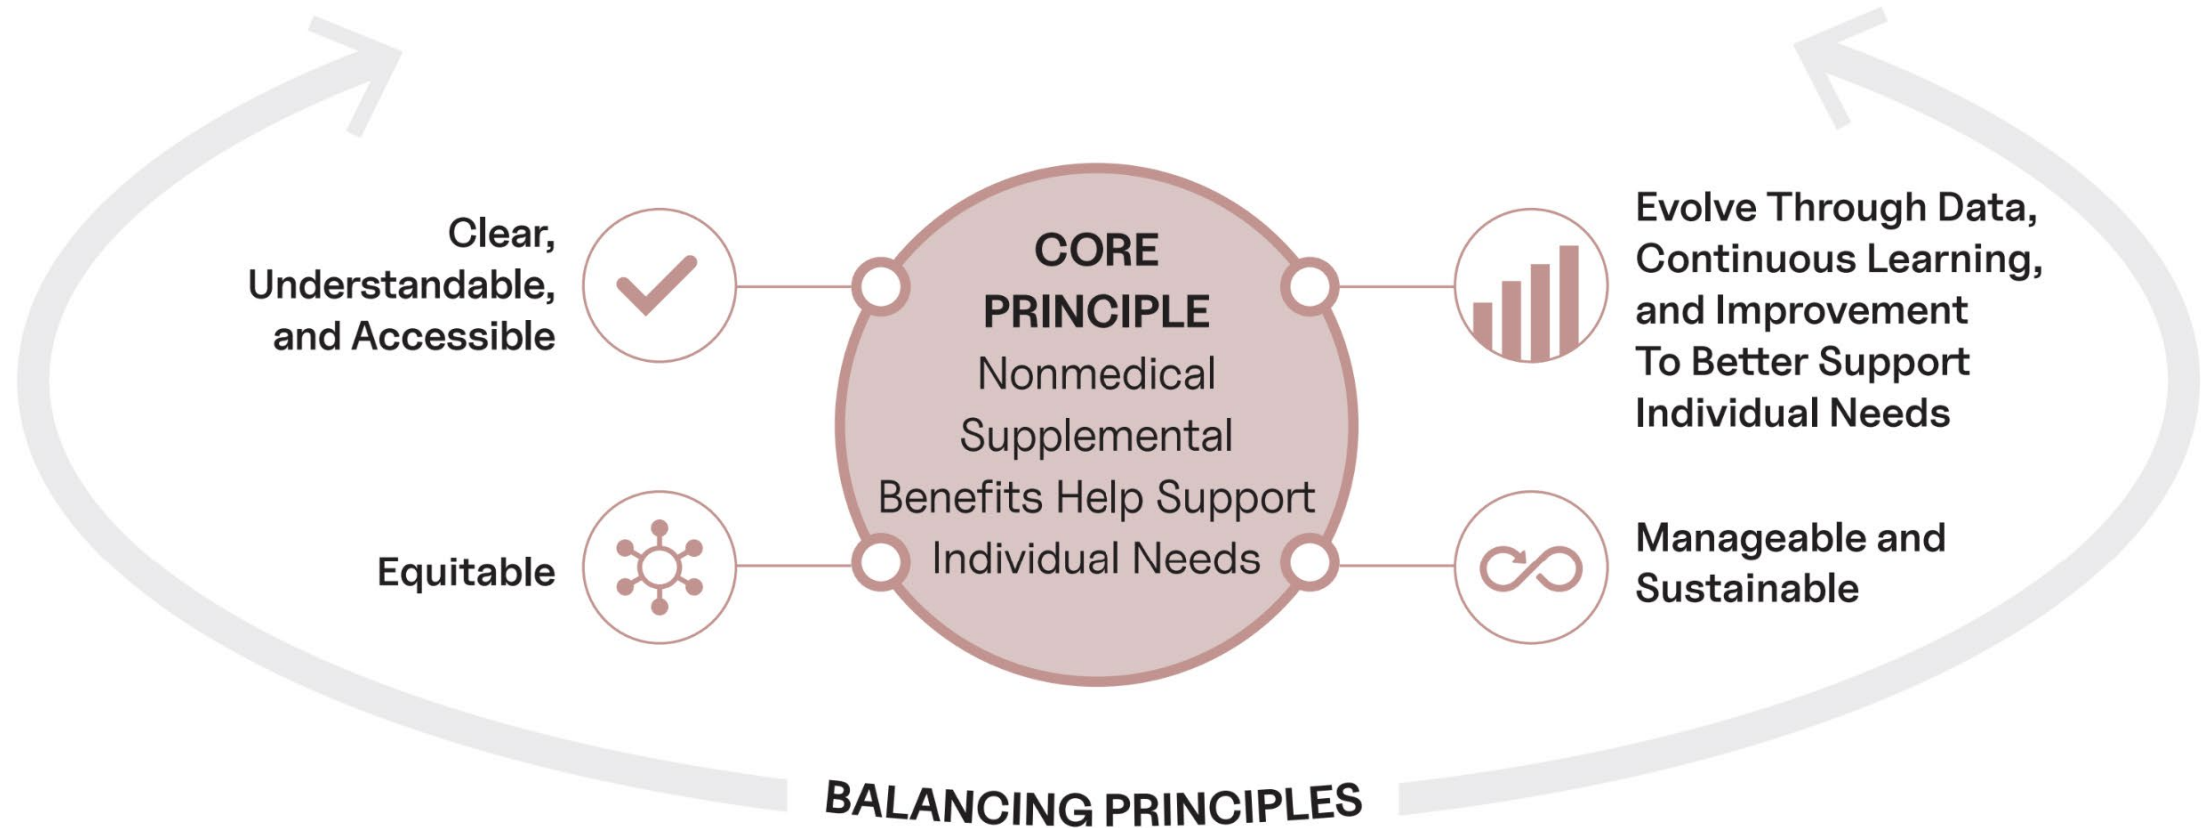 Clear,
Understandable,
and Accessible
Equitable
CORE
PRINCIPLE
Nonmedical
Supplemental
Benefits Help Support
Individual Needs
Evolve Through Data,
Continuous Learning,
and Improvement
To Better Support
Individual Needs
Manageable and
Sustainable
BALANCING PRINCIPLES